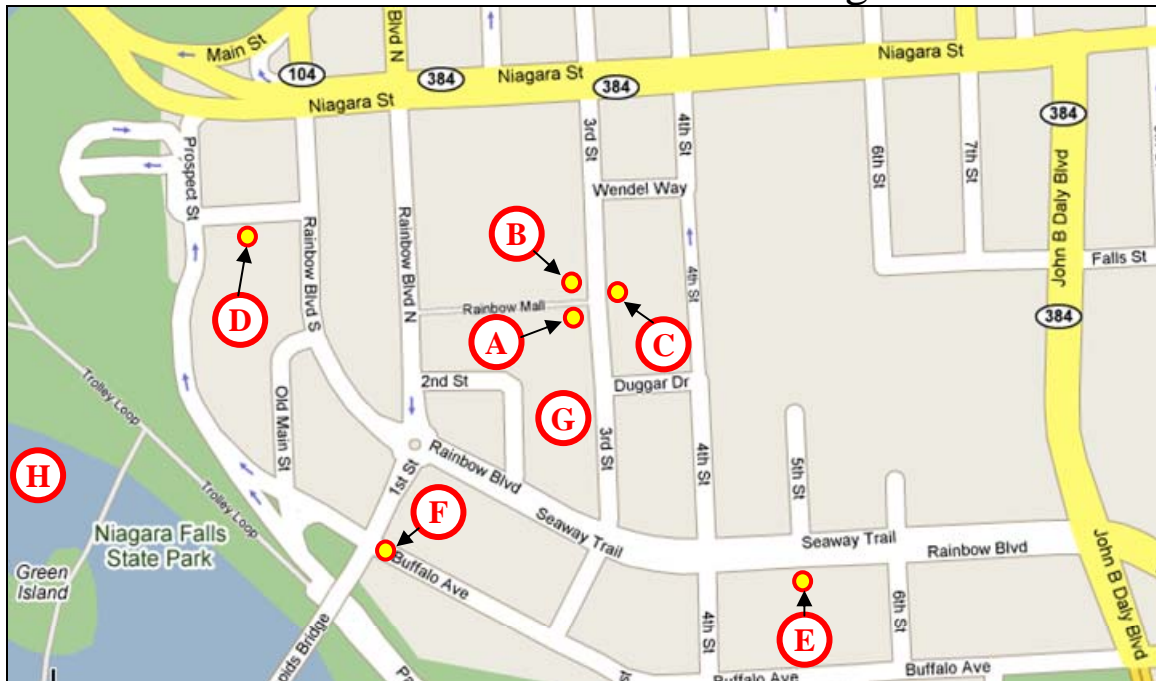 Main St
Blvd N
104
384
Niagara St
384
Niagara St
Niagara St
384
Prospect St
3rd St
4th St
6th St
7th St
John B Daly Blvd
Wendel Way
Rainbow Blvd S
Rainbow Blvd N
B
4th St
Falls St
D
Rainbow Mall
A
C
384
2nd St
Duggar Dr
Trolley Loop
Old Main St
G
3rd St
4th St
5th St
H
Rainbow Blvd
1st St
Trolley Loop
F
Seaway Trail
Seaway Trail
Rainbow Blvd
Niagara Falls
State Park
Green
Island
Buffalo Ave
John B Daly Blvd
4th St
E
6th St
Bridge
Buffalo Ave
Buffalo Ave